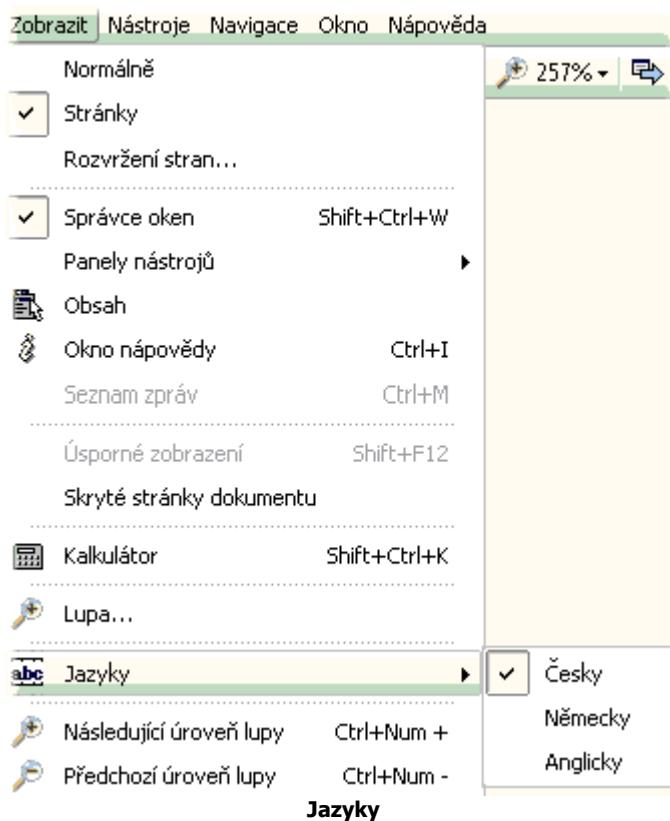 Zobrazit Nástroje Navigace Okno Nápověda
Normálně
257%
Stránky
Rozvržení stran...
Správce oken Shift+Ctrl+W
Panely nástrojů
Obsah
Okno nápovědy Ctrl+I
Seznam zpráv Ctrl+M
Úsporné zobrazení Shift+F12
Skryté stránky dokumentu
Kalkulátor Shift+Ctrl+K
Lupa...
abc Jazyky
Česky
Německy
Anglicky
Následující úroveň lupy Ctrl+Num +
Předchozí úroveň lupy Ctrl+Num -
Jazyky